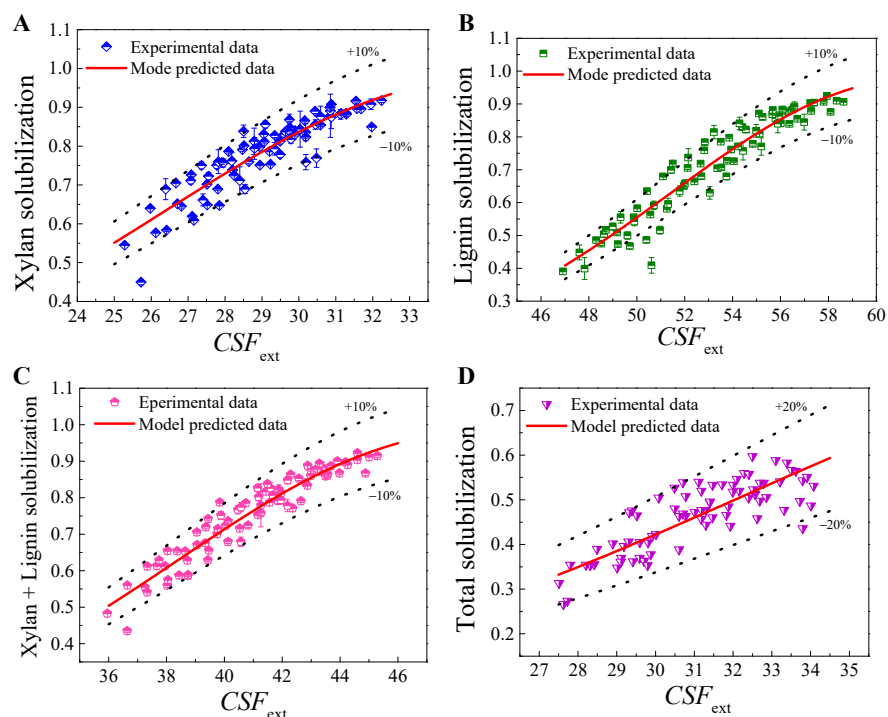 A
1.1
1.0
0.9
0.8
0.7
0.6
0.5
0.4
Xylan solubilization
Experimental data
Mode predicted data
+10%
−10%
24 25 26 27 28 29 30 31 32 33
CSFext
B
1.1
1.0
0.9
0.8
0.7
0.6
0.5
0.4
0.3
Lignin solubilization
Experimental data
Mode predicted data
+10%
−10%
46 48 50 52 54 56 58 60
CSFext
C
1.1
1.0
0.9
0.8
0.7
0.6
0.5
0.4
Xylan + Lignin solubilization
Eperimental data
Model predicted data
+10%
−10%
36 38 40 42 44 46
CSFext
D
0.7
0.6
0.5
0.4
0.3
0.2
Total solubilization
Experimental data
Model predicted data
+20%
−20%
27 28 29 30 31 32 33 34 35
CSFext